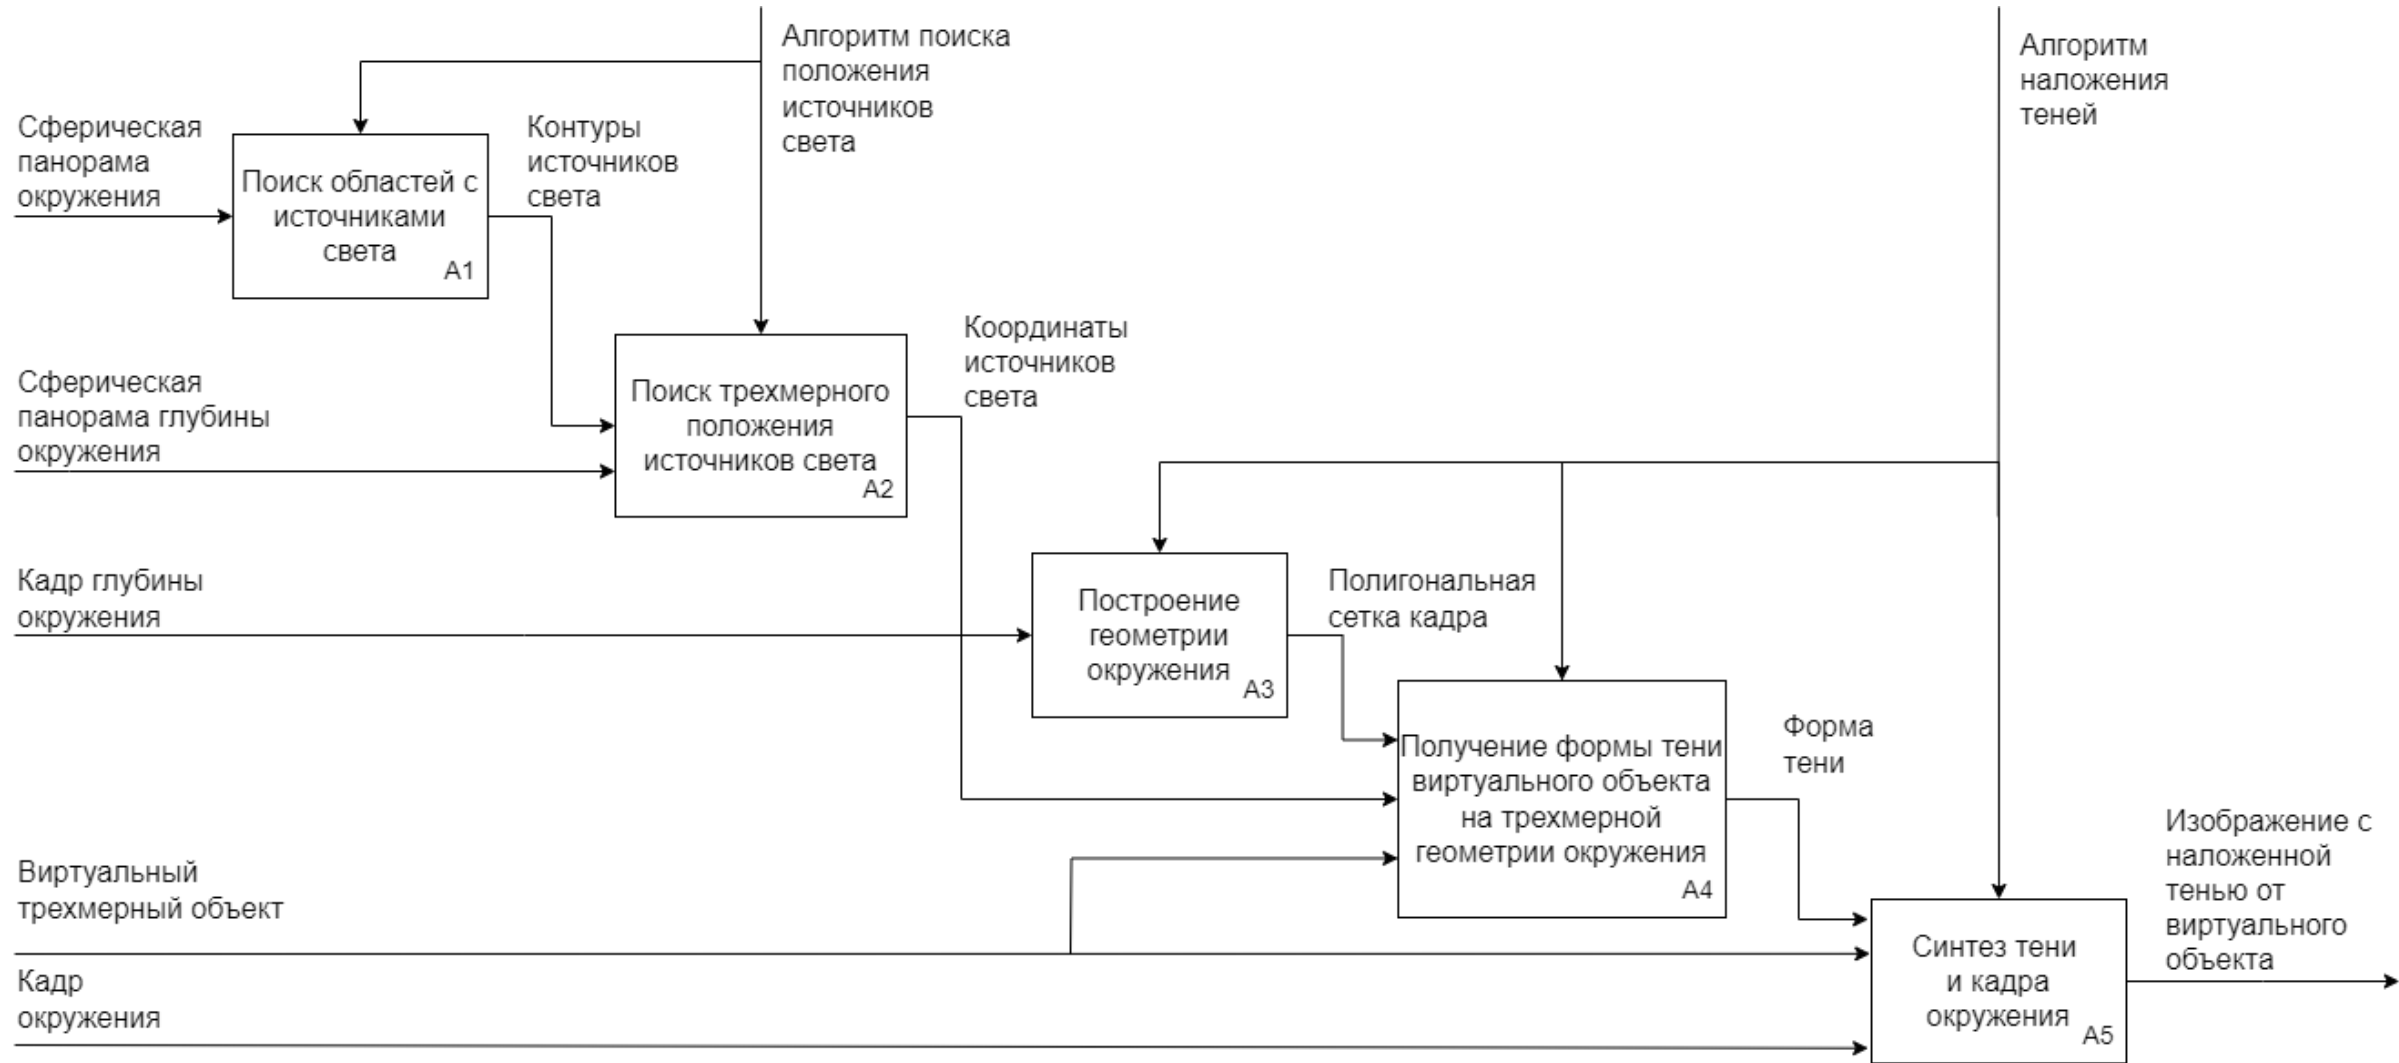 Алгоритм поиска
положения
источников
света
Алгоритм
наложения
теней
Сферическая
панорама
окружения
Поиск областей с
источниками
света
A1
Контуры
источников
света
Сферическая
панорама глубины
окружения
Поиск трехмерного
положения
источников света
A2
Координаты
источников
света
Кадр глубины
окружения
Построение
геометрии
окружения
A3
Полигональная
сетка кадра
Получение формы тени
виртуального объекта
на трехмерной
геометрии окружения
A4
Форма
тени
Виртуальный
трехмерный объект
Кадр
окружения
Синтез тени
и кадра
окружения
A5
Изображение с
наложенной
тенью от
виртуального
объекта